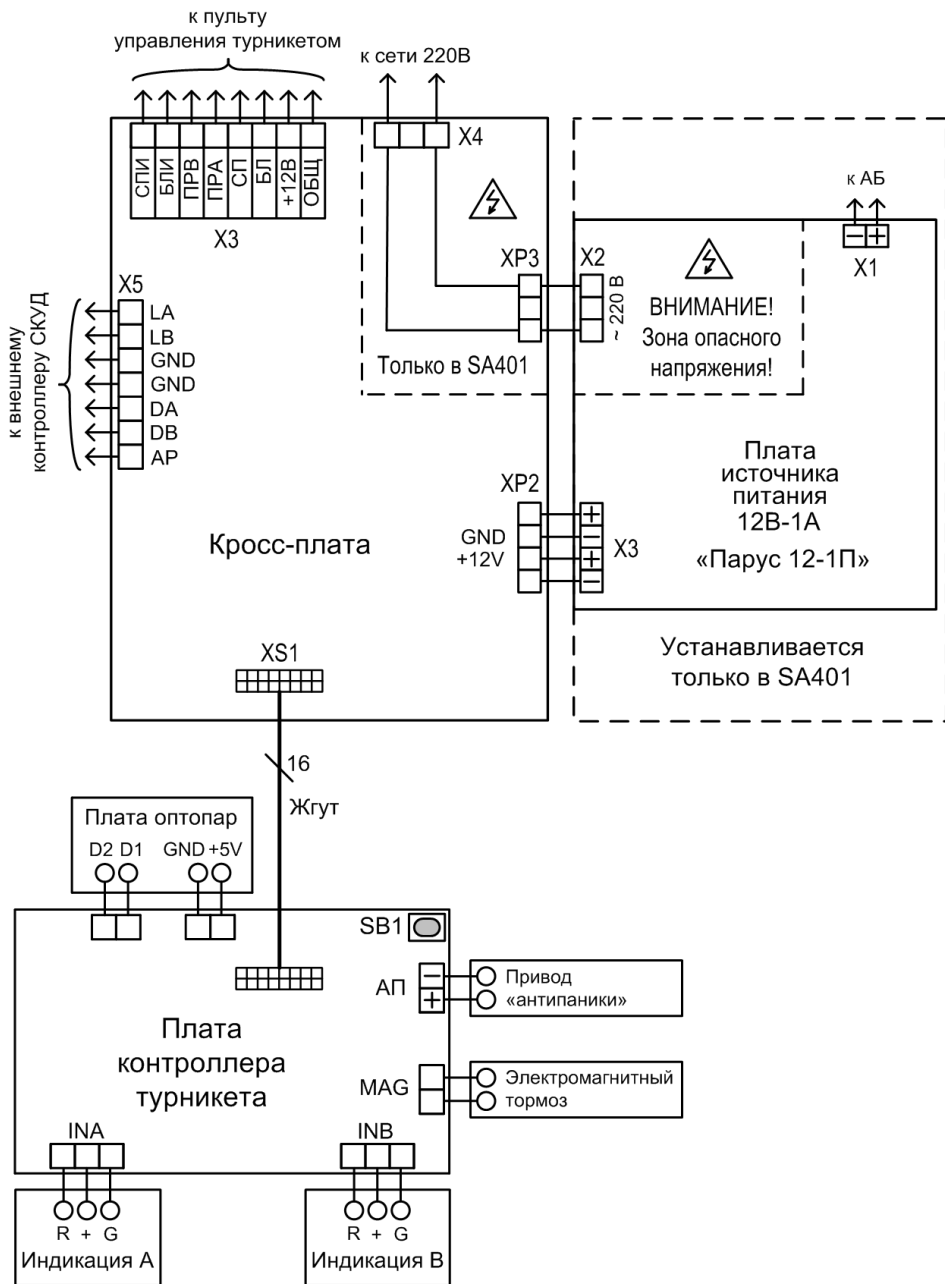 к пульту
управления турникетом
к сети 220В
СПИ
БЛИ
ПРВ
ПРА
СП
БЛ
+12В
ОБЩ
X3
X4
к АБ
− +
X1
XP3
X2
~ 220 В
ВНИМАНИЕ!
Зона опасного
напряжения!
Только в SA401
X5
LA
LB
GND
GND
DA
DB
AP
к внешнему
контроллеру СКУД
Кросс-плата
XP2
GND
+12V
+
−
+
−
X3
Плата
источника
питания
12В-1А
«Парус 12-1П»
Устанавливается
только в SA401
XS1
16
Жгут
Плата оптопар
D2 D1 GND +5V
SB1
АП
−
+
Привод
«антипаники»
Плата
контроллера
турникета
MAG
Электромагнитный
тормоз
INA
INB
R + G
Индикация А
R + G
Индикация В